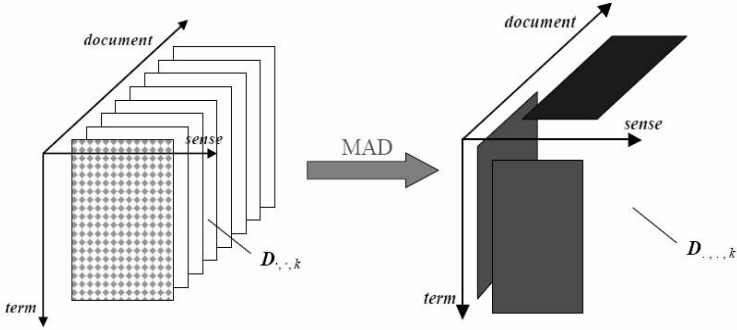 document
sense
D·,·,k
term
MAD
document
sense
D.,.,k
term